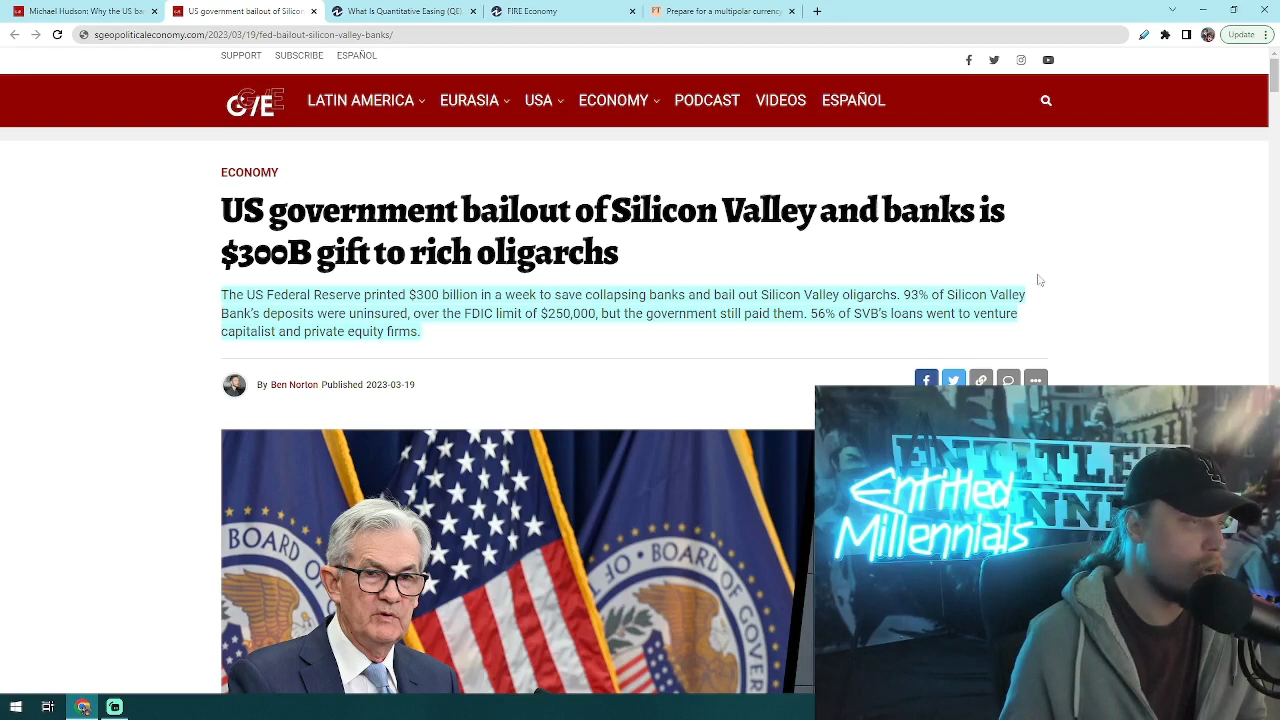 Michael Hudson: Why the US ba
US government bailout of Silicon
What Is Quantitative Easing (QE)
FIRE Economy
FT
Prepare for a multipolar currency
sgeopoliticaleconomy.com/2023/03/19/fed-bailout-silicon-valley-banks/
Update
SUPPORT SUBSCRIBE ESPAÑOL
G/E LATIN AMERICA EURASIA USA ECONOMY PODCAST VIDEOS ESPAÑOL
ECONOMY
US government bailout of Silicon Valley and banks is
$300B gift to rich oligarchs
The US Federal Reserve printed $300 billion in a week to save collapsing banks and bail out Silicon Valley oligarchs. 93% of Silicon Valley
Bank's deposits were uninsured, over the FDIC limit of $250,000, but the government still paid them. 56% of SVB's loans went to venture
capitalist and private equity firms.
By Ben Norton Published 2023-03-19
BOARD OF
BOARD OF GOVER
Entitled
Millennials